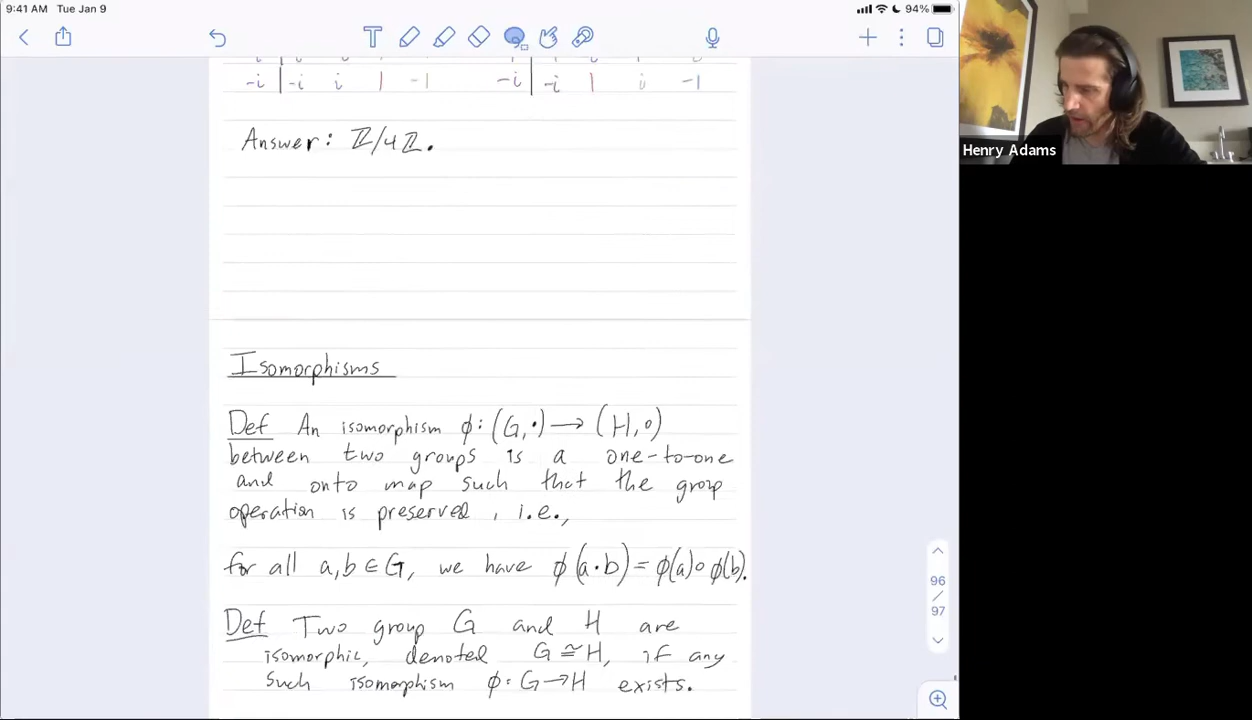 9:41 AM Tue Jan 9
94%
-i | -i i 1 -1
-i | -i 1 i -1
Answer: ℤ/4ℤ.
Henry Adams
Isomorphisms
Def An isomorphism ϕ: (G,·) → (H,∘)
between two groups is a one-to-one
and onto map such that the group
operation is preserved, i.e.,
for all a,b ∈ G, we have ϕ(a·b) = ϕ(a)∘ϕ(b).
Def Two group G and H are
isomorphic, denoted G ≅ H, if any
such isomorphism ϕ: G → H exists.
96
/
97